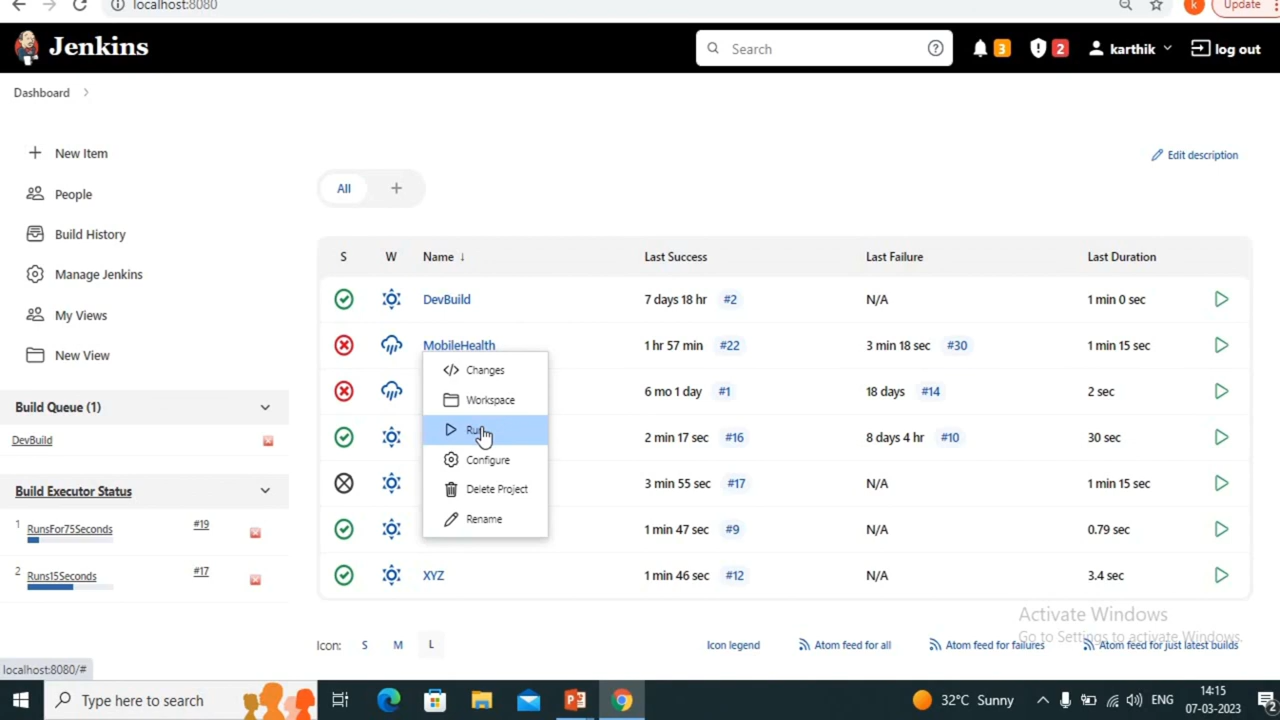 localhost:8080
Update
Jenkins
Search
3
2
karthik
log out
Dashboard
New Item
People
Build History
Manage Jenkins
My Views
New View
Build Queue (1)
DevBuild
Build Executor Status
1 RunsFor75Seconds #19
2 Runs15Seconds #17
Edit description
All +
S W Name ↓ Last Success Last Failure Last Duration
DevBuild 7 days 18 hr #2 N/A 1 min 0 sec
MobileHealth 1 hr 57 min #22 3 min 18 sec #30 1 min 15 sec
6 mo 1 day #1 18 days #14 2 sec
2 min 17 sec #16 8 days 4 hr #10 30 sec
3 min 55 sec #17 N/A 1 min 15 sec
1 min 47 sec #9 N/A 0.79 sec
XYZ 1 min 46 sec #12 N/A 3.4 sec
Changes
Workspace
Configure
Delete Project
Rename
Activate Windows
Go to Settings to activate Windows.
Icon: S M L
Icon legend
Atom feed for all
Atom feed for failures
Atom feed for just latest builds
localhost:8080/#
Type here to search
32°C Sunny
ENG
14:15
07-03-2023
2